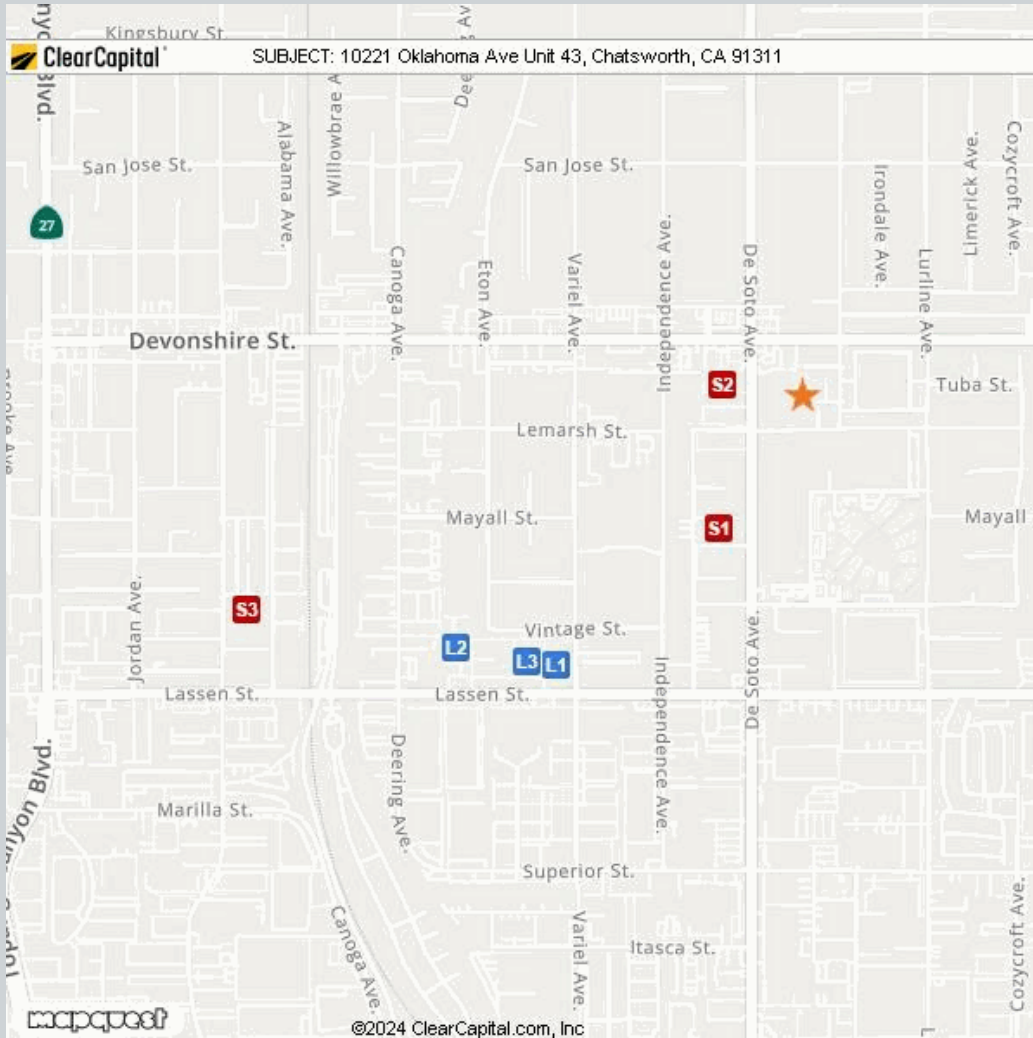 Kingsbury St.
ClearCapital
SUBJECT: 10221 Oklahoma Ave Unit 43, Chatsworth, CA 91311
Blvd.
Alabama Ave.
Willowbrae A
San Jose St.
San Jose St.
Irondale Ave.
Limerick Ave.
Cozycroft Ave.
27
Canoga Ave.
Eton Ave.
Variel Ave.
Independence Ave.
De Soto Ave.
Lurline Ave.
Devonshire St.
S2
Tuba St.
Lemarsh St.
Mayall St.
S1
Mayall
Jordan Ave.
S3
Vintage St.
L2
L3
L1
Lassen St.
Lassen St.
Independence Ave.
De Soto Ave.
Deering Ave.
anyon Blvd.
Marilla St.
Superior St.
Canoga Ave.
Variel Ave.
Itasca St.
Cozycroft Ave.
mapquest
©2024 ClearCapital.com, Inc